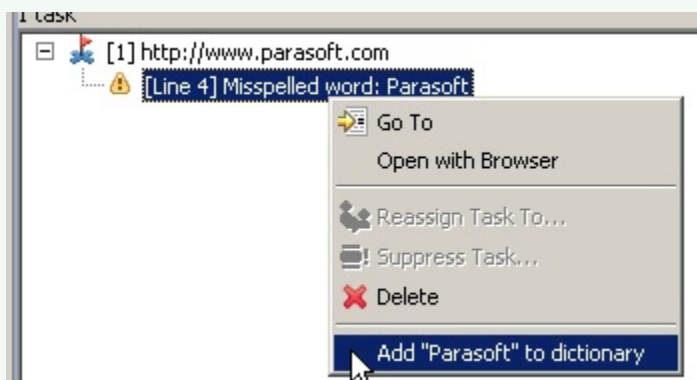 1 task
[1] http://www.parasoft.com
[Line 4] Misspelled word: Parasoft
Go To
Open with Browser
Reassign Task To...
Suppress Task...
Delete
Add "Parasoft" to dictionary